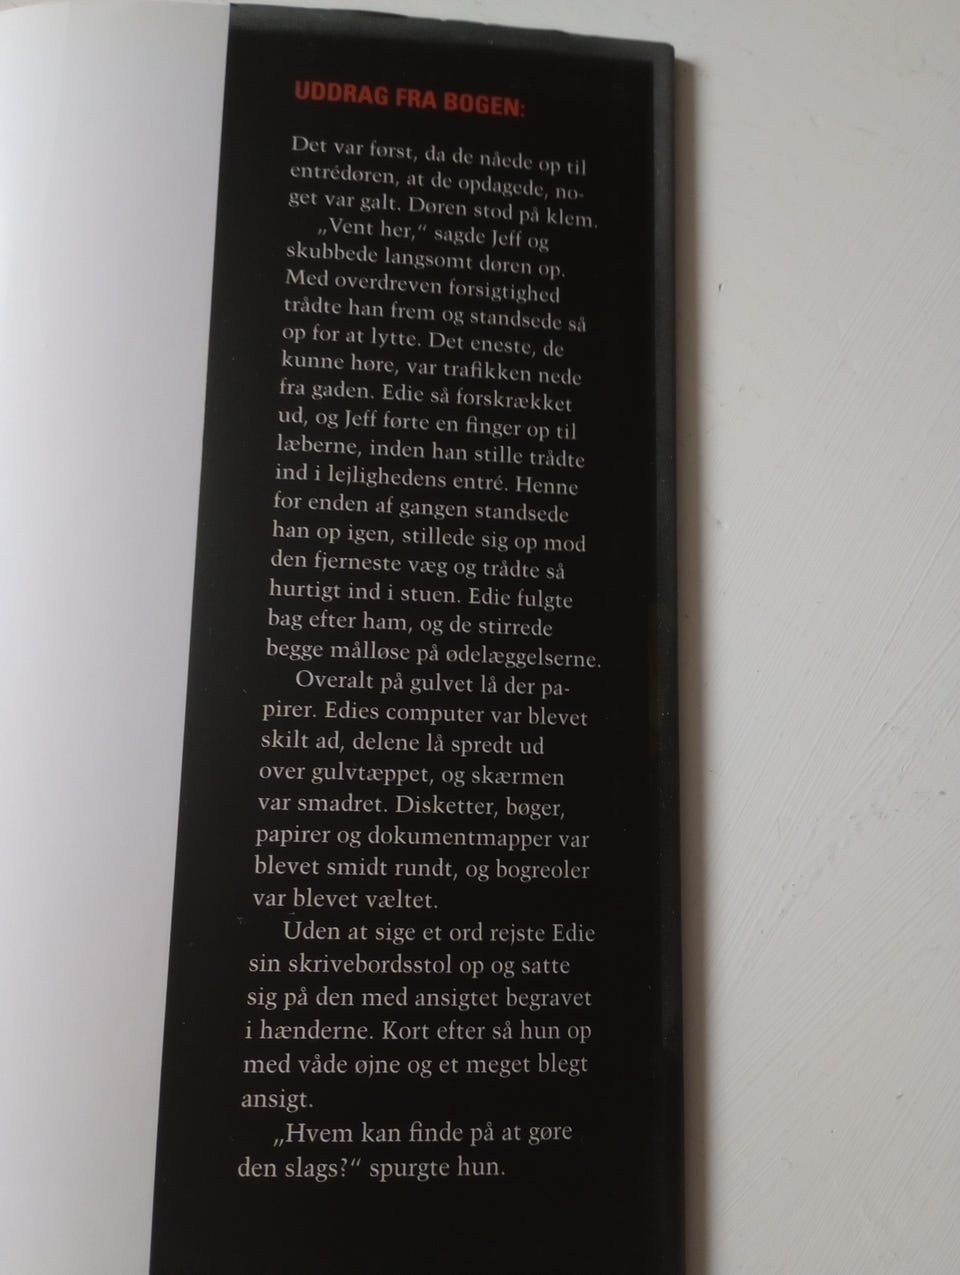 UDDRAG FRA BOGEN:
Det var først, da de nåede op til
entrédøren, at de opdagede, no-
get var galt. Døren stod på klem.
„Vent her,“ sagde Jeff og
skubbede langsomt døren op.
Med overdreven forsigtighed
trådte han frem og standsede så
op for at lytte. Det eneste, de
kunne høre, var trafikken nede
fra gaden. Edie så forskrækket
ud, og Jeff førte en finger op til
læberne, inden han stille trådte
ind i lejlighedens entré. Henne
for enden af gangen standsede
han op igen, stillede sig op mod
den fjerneste væg og trådte så
hurtigt ind i stuen. Edie fulgte
bag efter ham, og de stirrede
begge målløse på ødelæggelserne.
Overalt på gulvet lå der pa-
pirer. Edies computer var blevet
skilt ad, delene lå spredt ud
over gulvtæppet, og skærmen
var smadret. Disketter, bøger,
papirer og dokumentmapper var
blevet smidt rundt, og bogreoler
var blevet væltet.
Uden at sige et ord rejste Edie
sin skrivebordsstol op og satte
sig på den med ansigtet begravet
i hænderne. Kort efter så hun op
med våde øjne og et meget blegt
ansigt.
„Hvem kan finde på at gøre
den slags?“ spurgte hun.